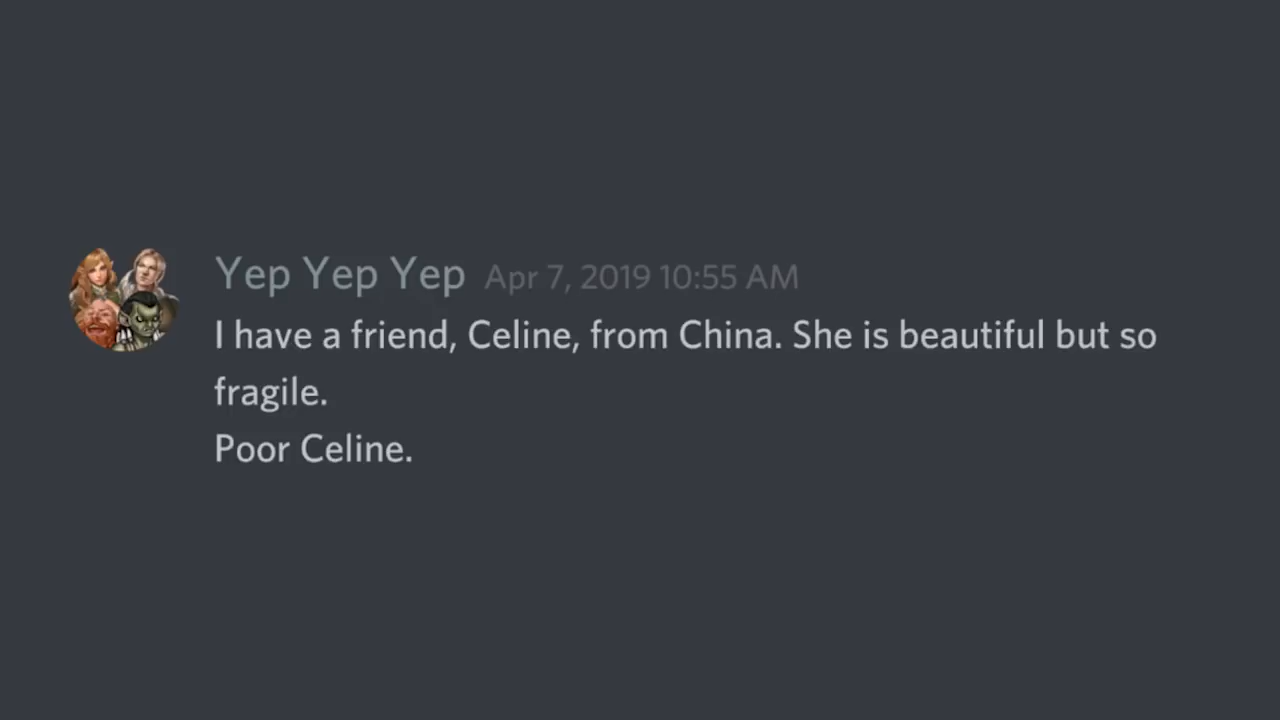 Yep Yep Yep Apr 7, 2019 10:55 AM
I have a friend, Celine, from China. She is beautiful but so
fragile.
Poor Celine.